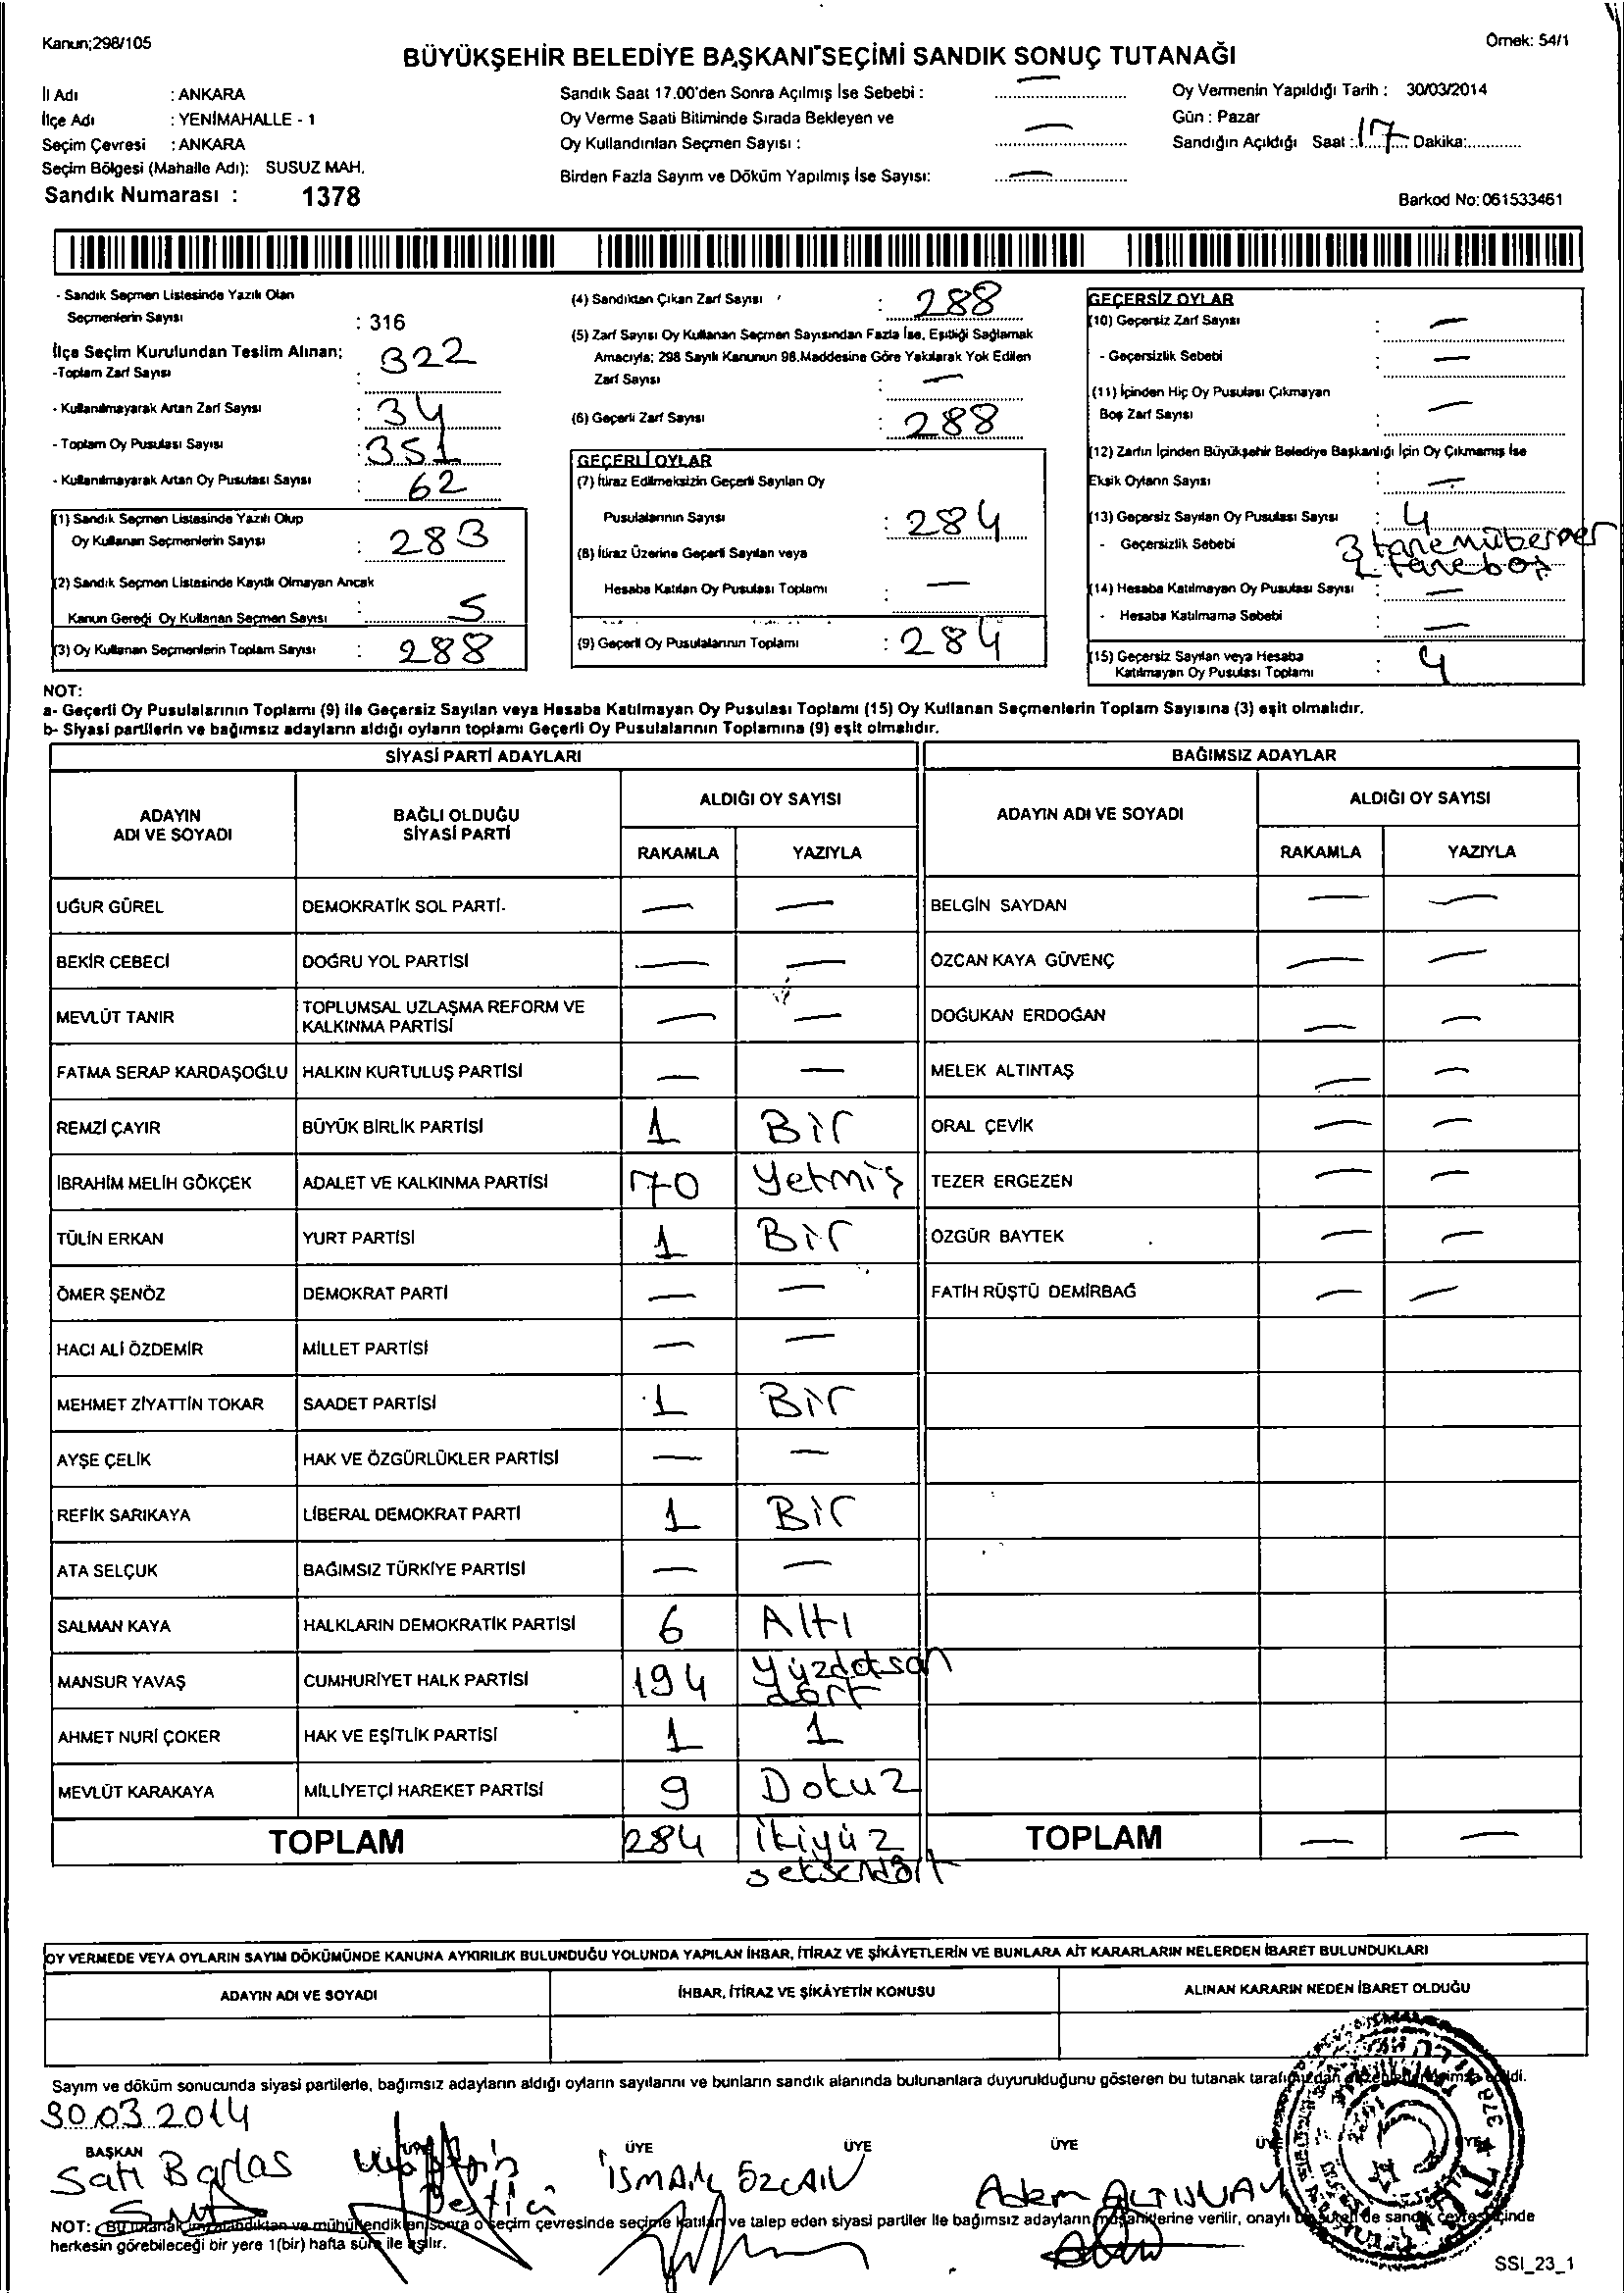 Kanun;298/105
Örnek: 54/1
BÜYÜKŞEHİR BELEDİYE BAŞKANI SEÇİMİ SANDIK SONUÇ TUTANAĞI
İl Adı : ANKARA
İlçe Adı : YENİMAHALLE - 1
Seçim Çevresi : ANKARA
Seçim Bölgesi (Mahalle Adı): SUSUZ MAH.
Sandık Numarası : 1378
Sandık Saat 17.00'den Sonra Açılmış İse Sebebi : —
Oy Verme Saati Bitiminde Sırada Bekleyen ve
Oy Kullandırılan Seçmen Sayısı : —
Birden Fazla Sayım ve Döküm Yapılmış İse Sayısı: —
Oy Vermenin Yapıldığı Tarih : 30/03/2014
Gün : Pazar
Sandığın Açıldığı Saat : 17 Dakika:
Barkod No: 061533461
- Sandık Seçmen Listesinde Yazılı Olan
Seçmenlerin Sayısı : 316
İlçe Seçim Kurulundan Teslim Alınan;
-Toplam Zarf Sayısı : 322
- Kullanılmayarak Artan Zarf Sayısı : 34
- Toplam Oy Pusulası Sayısı : 351
- Kullanılmayarak Artan Oy Pusulası Sayısı : 62
(1) Sandık Seçmen Listesinde Yazılı Olup
Oy Kullanan Seçmenlerin Sayısı : 283
(2) Sandık Seçmen Listesinde Kayıtlı Olmayan Ancak
Kanun Gereği Oy Kullanan Seçmen Sayısı : 5
(3) Oy Kullanan Seçmenlerin Toplam Sayısı : 288
(4) Sandıktan Çıkan Zarf Sayısı : 288
(5) Zarf Sayısı Oy Kullanan Seçmen Sayısından Fazla İse, Eşitliği Sağlamak
Amacıyla; 298 Sayılı Kanunun 98.Maddesine Göre Yakılarak Yok Edilen
Zarf Sayısı : —
(6) Geçerli Zarf Sayısı : 288
GEÇERLİ OYLAR
(7) İtiraz Edilmeksizin Geçerli Sayılan Oy
Pusulalarının Sayısı : 284
(8) İtiraz Üzerine Geçerli Sayılan veya
Hesaba Katılan Oy Pusulası Toplamı : —
(9) Geçerli Oy Pusulalarının Toplamı : 284
GEÇERSİZ OYLAR
(10) Geçersiz Zarf Sayısı : —
- Geçersizlik Sebebi : —
(11) İçinden Hiç Oy Pusulası Çıkmayan
Boş Zarf Sayısı : —
(12) Zarfın İçinden Büyükşehir Belediye Başkanlığı İçin Oy Çıkmamış İse
Eksik Oyların Sayısı : —
(13) Geçersiz Sayılan Oy Pusulası Sayısı : 4
- Geçersizlik Sebebi 3 tane
tane boş
(14) Hesaba Katılmayan Oy Pusulası Sayısı : —
- Hesaba Katılmama Sebebi : —
(15) Geçersiz Sayılan veya Hesaba
Katılmayan Oy Pusulası Toplamı : 4
NOT:
a- Geçerli Oy Pusulalarının Toplamı (9) ile Geçersiz Sayılan veya Hesaba Katılmayan Oy Pusulası Toplamı (15) Oy Kullanan Seçmenlerin Toplam Sayısına (3) eşit olmalıdır.
b- Siyasi partilerin ve bağımsız adayların aldığı oyların toplamı Geçerli Oy Pusulalarının Toplamına (9) eşit olmalıdır.
SİYASİ PARTİ ADAYLARI
BAĞIMSIZ ADAYLAR
ADAYIN ADI VE SOYADI
BAĞLI OLDUĞU SİYASİ PARTİ
ALDIĞI OY SAYISI
RAKAMLA YAZIYLA
ADAYIN ADI VE SOYADI
ALDIĞI OY SAYISI
RAKAMLA YAZIYLA
UĞUR GÜREL DEMOKRATİK SOL PARTİ — — BELGİN SAYDAN — —
BEKİR CEBECİ DOĞRU YOL PARTİSİ — — ÖZCAN KAYA GÜVENÇ — —
MEVLÜT TANIR TOPLUMSAL UZLAŞMA REFORM VE KALKINMA PARTİSİ — — DOĞUKAN ERDOĞAN — —
FATMA SERAP KARDAŞOĞLU HALKIN KURTULUŞ PARTİSİ — — MELEK ALTINTAŞ — —
REMZİ ÇAYIR BÜYÜK BİRLİK PARTİSİ 1 Bir ORAL ÇEVİK — —
İBRAHİM MELİH GÖKÇEK ADALET VE KALKINMA PARTİSİ 70 Yetmiş TEZER ERGEZEN — —
TÜLİN ERKAN YURT PARTİSİ 1 Bir ÖZGÜR BAYTEK — —
ÖMER ŞENÖZ DEMOKRAT PARTİ — — FATİH RÜŞTÜ DEMİRBAĞ — —
HACI ALİ ÖZDEMİR MİLLET PARTİSİ — —
MEHMET ZİYATTİN TOKAR SAADET PARTİSİ 1 Bir
AYŞE ÇELİK HAK VE ÖZGÜRLÜKLER PARTİSİ — —
REFİK SARIKAYA LİBERAL DEMOKRAT PARTİ 1 Bir
ATA SELÇUK BAĞIMSIZ TÜRKİYE PARTİSİ — —
SALMAN KAYA HALKLARIN DEMOKRATİK PARTİSİ 6 Altı
MANSUR YAVAŞ CUMHURİYET HALK PARTİSİ 194 Yüzdoksan dört
AHMET NURİ ÇOKER HAK VE EŞİTLİK PARTİSİ 1 1
MEVLÜT KARAKAYA MİLLİYETÇİ HAREKET PARTİSİ 9 Dokuz
TOPLAM 284 ikiyüz seksendört TOPLAM — —
OY VERMEDE VEYA OYLARIN SAYIM DÖKÜMÜNDE KANUNA AYKIRILIK BULUNDUĞU YOLUNDA YAPILAN İHBAR, İTİRAZ VE ŞİKÂYETLERİN VE BUNLARA AİT KARARLARIN NELERDEN İBARET BULUNDUKLARI
ADAYIN ADI VE SOYADI İHBAR, İTİRAZ VE ŞİKÂYETİN KONUSU ALINAN KARARIN NEDEN İBARET OLDUĞU
Sayım ve döküm sonucunda siyasi partilerle, bağımsız adayların aldığı oyların sayılarını ve bunların sandık alanında bulunanlara duyurulduğunu gösteren bu tutanak tarafımızdan
30.03.2014
BAŞKAN ÜYE ÜYE ÜYE ÜYE
Satı Barlas İSMAİL ÖZCAN Adem ALTUNAY
NOT: Bu tutanak imzalandıktan ve mühürlendikten sonra o seçim çevresinde seçime katılan ve talep eden siyasi partiler ile bağımsız adayların müşahitlerine verilir, onaylı bir sureti de sandık çevresi içinde
herkesin görebileceği bir yere 1(bir) hafta süre ile asılır.
SSI_23_1